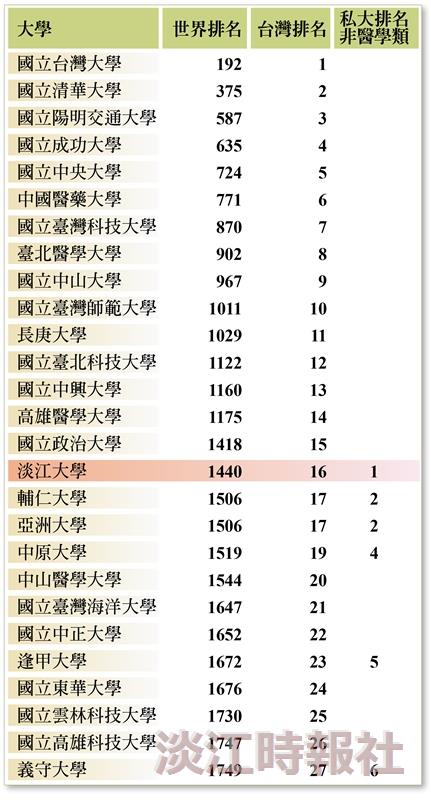 大學 世界排名 台灣排名 私大排名
非醫學類
國立台灣大學 192 1
國立清華大學 375 2
國立陽明交通大學 587 3
國立成功大學 635 4
國立中央大學 724 5
中國醫藥大學 771 6
國立臺灣科技大學 870 7
臺北醫學大學 902 8
國立中山大學 967 9
國立臺灣師範大學 1011 10
長庚大學 1029 11
國立臺北科技大學 1122 12
國立中興大學 1160 13
高雄醫學大學 1175 14
國立政治大學 1418 15
淡江大學 1440 16 1
輔仁大學 1506 17 2
亞洲大學 1506 17 2
中原大學 1519 19 4
中山醫學大學 1544 20
國立臺灣海洋大學 1647 21
國立中正大學 1652 22
逢甲大學 1672 23 5
國立東華大學 1676 24
國立雲林科技大學 1730 25
國立高雄科技大學 1747 26
義守大學 1749 27 6
淡江時報社